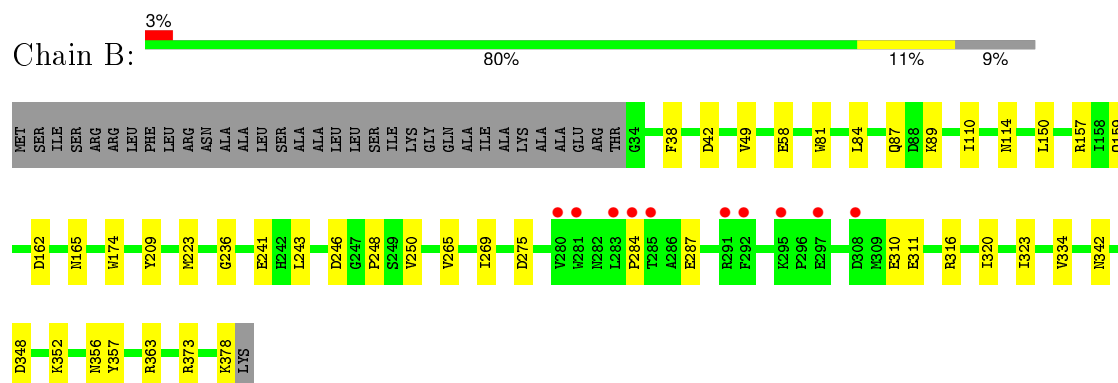 3%
Chain B:
80% 11% 9%
MET SER ILE SER ARG ARG LEU PHE LEU ARG ASN ALA ALA LEU SER ALA ALA LEU LEU SER ILE LYS GLY GLN ALA ILE ALA LYS ALA ALA GLU ARG THR G34 F38 D42 V49 E58 W81 L84 Q87 D88 K89 I110 N114 L150 R157 I158 Q159
D162 N165 W174 Y209 M223 G236 E241 H242 L243 D246 G247 P248 S249 V250 V265 I269 D275 V280 W281 N282 L283 P284 T285 A286 E287 R291 F292 K295 P296 E297 D308 M309 E310 E311 R316 I320 I323 V334 N342
D348 K352 N356 Y357 R363 R373 K378 LYS